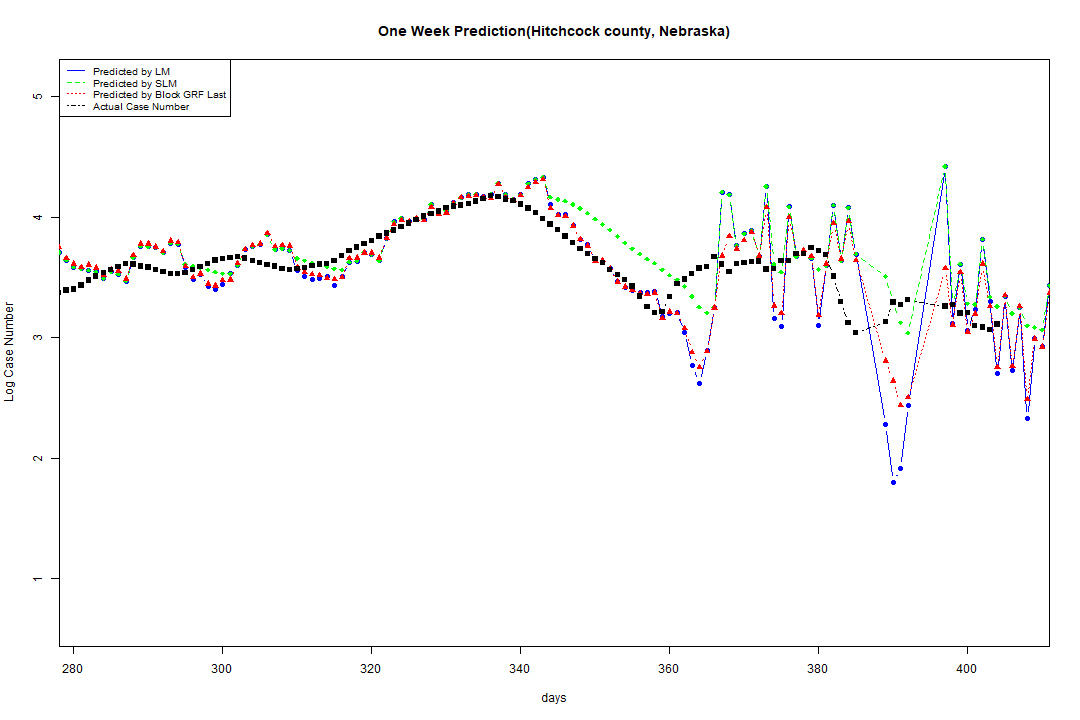 One Week Prediction(Hitchcock county, Nebraska)
Predicted by LM
Predicted by SLM
Predicted by Block GRF Last
Actual Case Number
5
4
3
2
1
Log Case Number
280 300 320 340 360 380 400
days